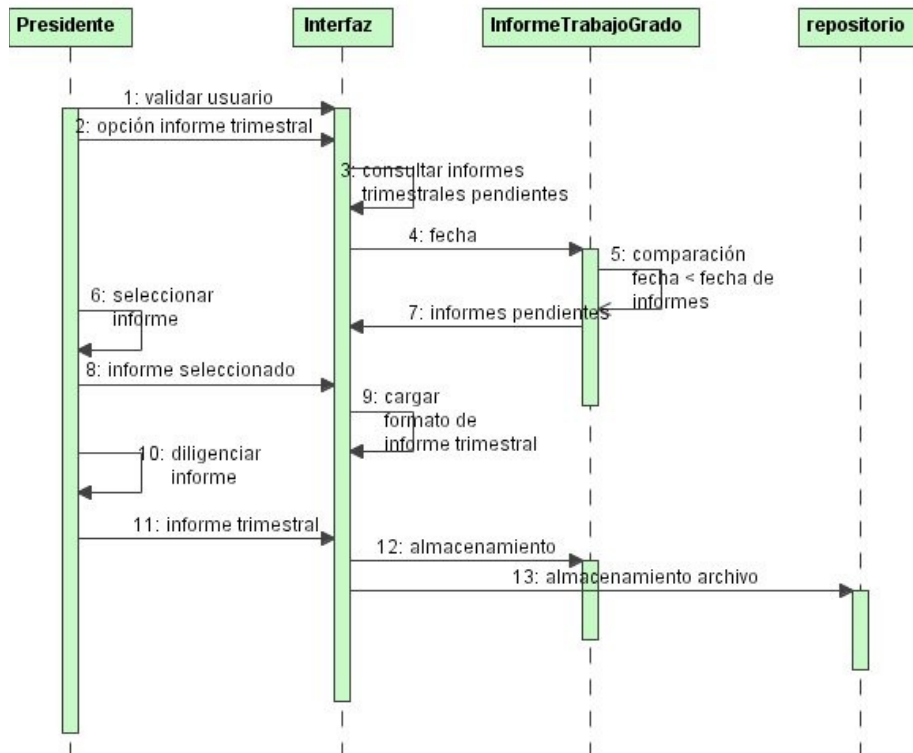 Presidente
Interfaz
InformeTrabajoGrado
repositorio
1: validar usuario
2: opción informe trimestral
3: consultar informes
trimestrales pendientes
4: fecha
5: comparación
fecha < fecha de
informes
6: seleccionar
informe
7: informes pendientes
8: informe seleccionado
9: cargar
formato de
informe trimestral
10: diligenciar
informe
11: informe trimestral
12: almacenamiento
13: almacenamiento archivo